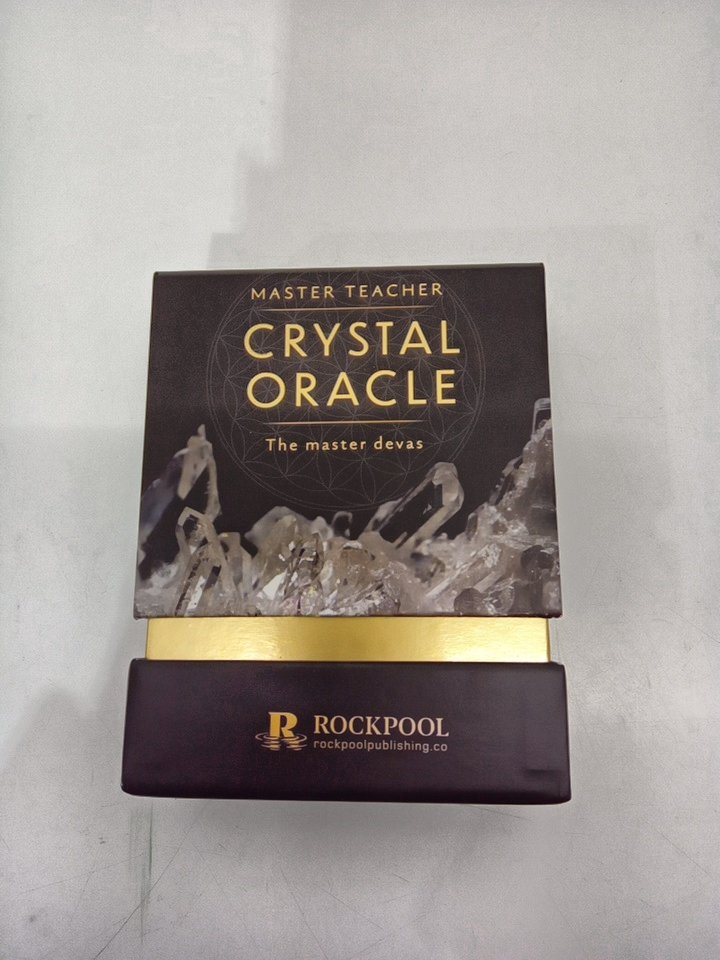 MASTER TEACHER
CRYSTAL
ORACLE
The master devas
R ROCKPOOL
rockpoolpublishing.co